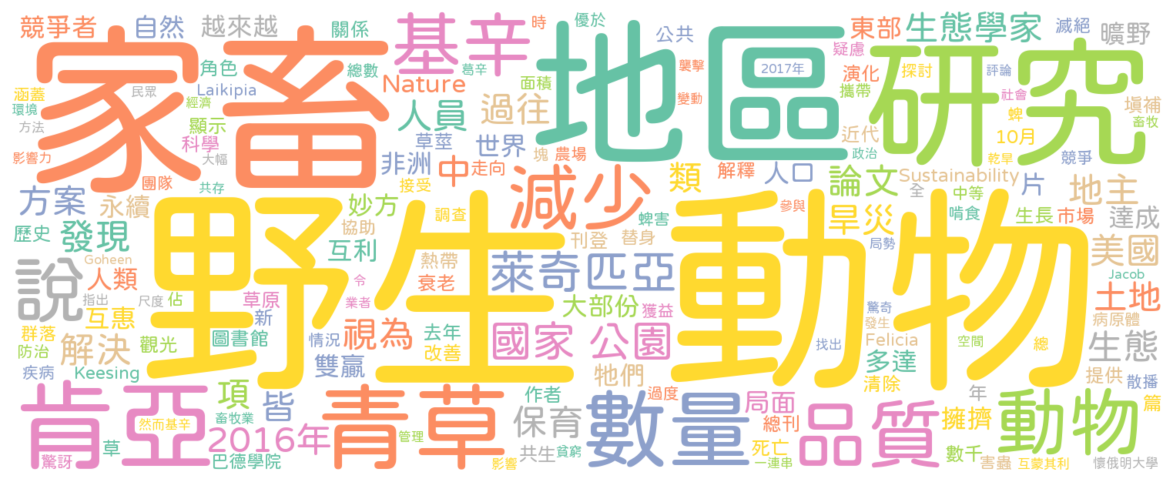 競爭者 自然 越來越 關係 基辛 時 優於 公共 東部 生態學家 滅絕 曠野
家畜 地區 研究
角色 總數 葛辛 面積 襲擊 2017年 疑慮 演化 探討 評論
涵蓋 民眾 Laikipia Nature 人員 過往 變動 攜帶 社會 蜱 塡補
環境 經濟 顯示 草莖 世界 近代 10月 畜牧
方法 科學 非洲 中 走向 塊 農場 解釋 人口 政治 乾旱 競爭
影響力 大幅 團隊 共存 接受 減少 類 論文 Sustainability 片 地主
方案 永續 妙方 調查 蜱害 參與 旱災 全 中等
歷史 發現 協助 互利 刊登 替身 局勢 啃食 生長 市場 達成
野生動物
說 Goheen 熱帶 萊奇匹亞 美國
人類 指出 尺度 佔 草原 令 業者 衰老 大部份 獲益 驚奇 Jacob 土地
群落 互惠 新 圖書館 視為 去年 國家公園 發生 病原體
防治 解決 觀光 情況 改善 找出 Felicia 空間 總 生態
疾病 Keesing 雙贏 牠們 多達 提供 散播
肯亞 項 皆 青草 作者 數量 過度 局面 清除 年 篇
然而基辛 畜牧業 2016年 保育 總刊 品質 擁擠 動物
驚訝 草 巴德學院 管理 影響 共生 貧窮 死亡 一連串 數千 害蟲 互蒙其利 懷俄明大學